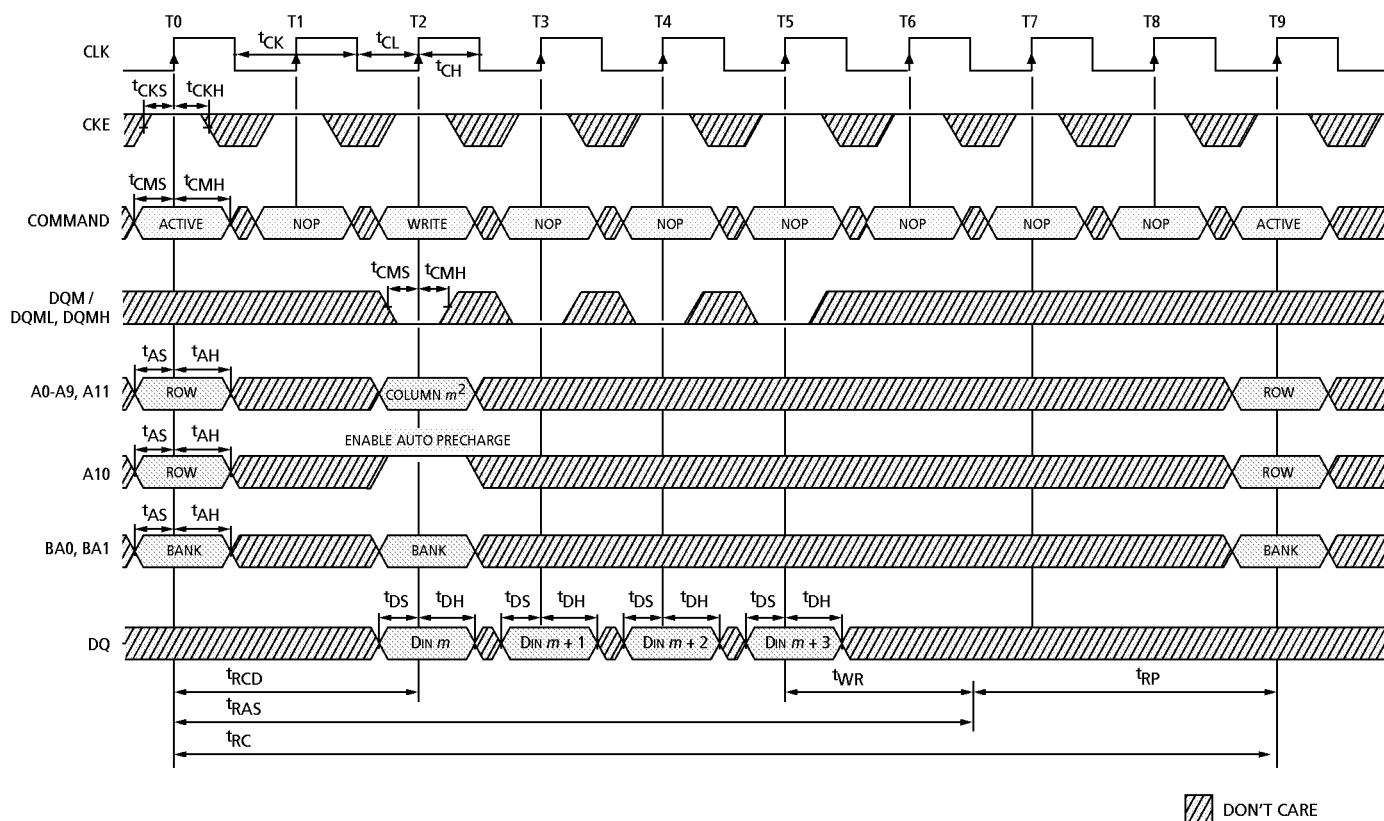 T0 T1 T2 T3 T4 T5 T6 T7 T8 T9
CLK tCK tCL tCH
tCKS tCKH
CKE
tCMS tCMH
COMMAND ACTIVE NOP WRITE NOP NOP NOP NOP NOP NOP ACTIVE
tCMS tCMH
DQM /
DQML, DQMH
tAS tAH
A0-A9, A11 ROW COLUMN m2 ROW
ENABLE AUTO PRECHARGE
tAS tAH
A10 ROW ROW
tAS tAH
BA0, BA1 BANK BANK BANK
tDS tDH tDS tDH tDS tDH tDS tDH
DQ DIN m DIN m + 1 DIN m + 2 DIN m + 3
tRCD tWR tRP
tRAS
tRC
DON'T CARE